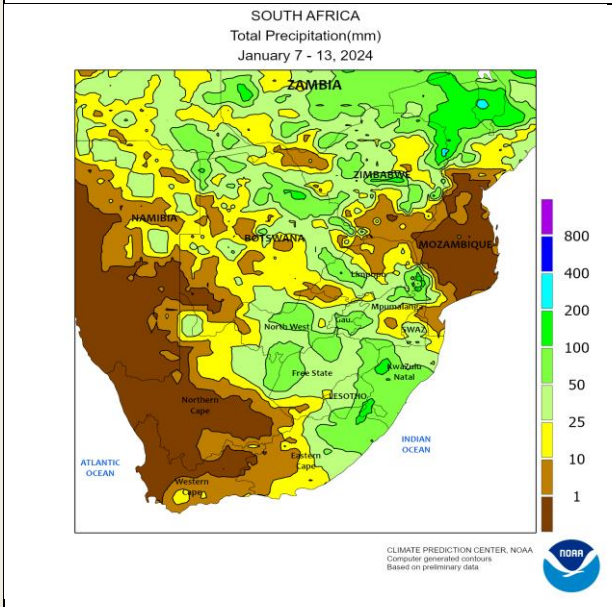 SOUTH AFRICA
Total Precipitation(mm)
January 7 - 13, 2024
ZAMBIA
ZIMBABWE
NAMIBIA
BOTSWANA
MOZAMBIQUE
Limpopo
Mpumalanga
Gau.
North West
SWAZ.
KwaZulu
Natal
Free State
LESOTHO
Northern
Cape
Eastern
Cape
Western
Cape
ATLANTIC
OCEAN
INDIAN
OCEAN
800
400
200
100
50
25
10
1
CLIMATE PREDICTION CENTER, NOAA
Computer generated contours
Based on preliminary data
NOAA